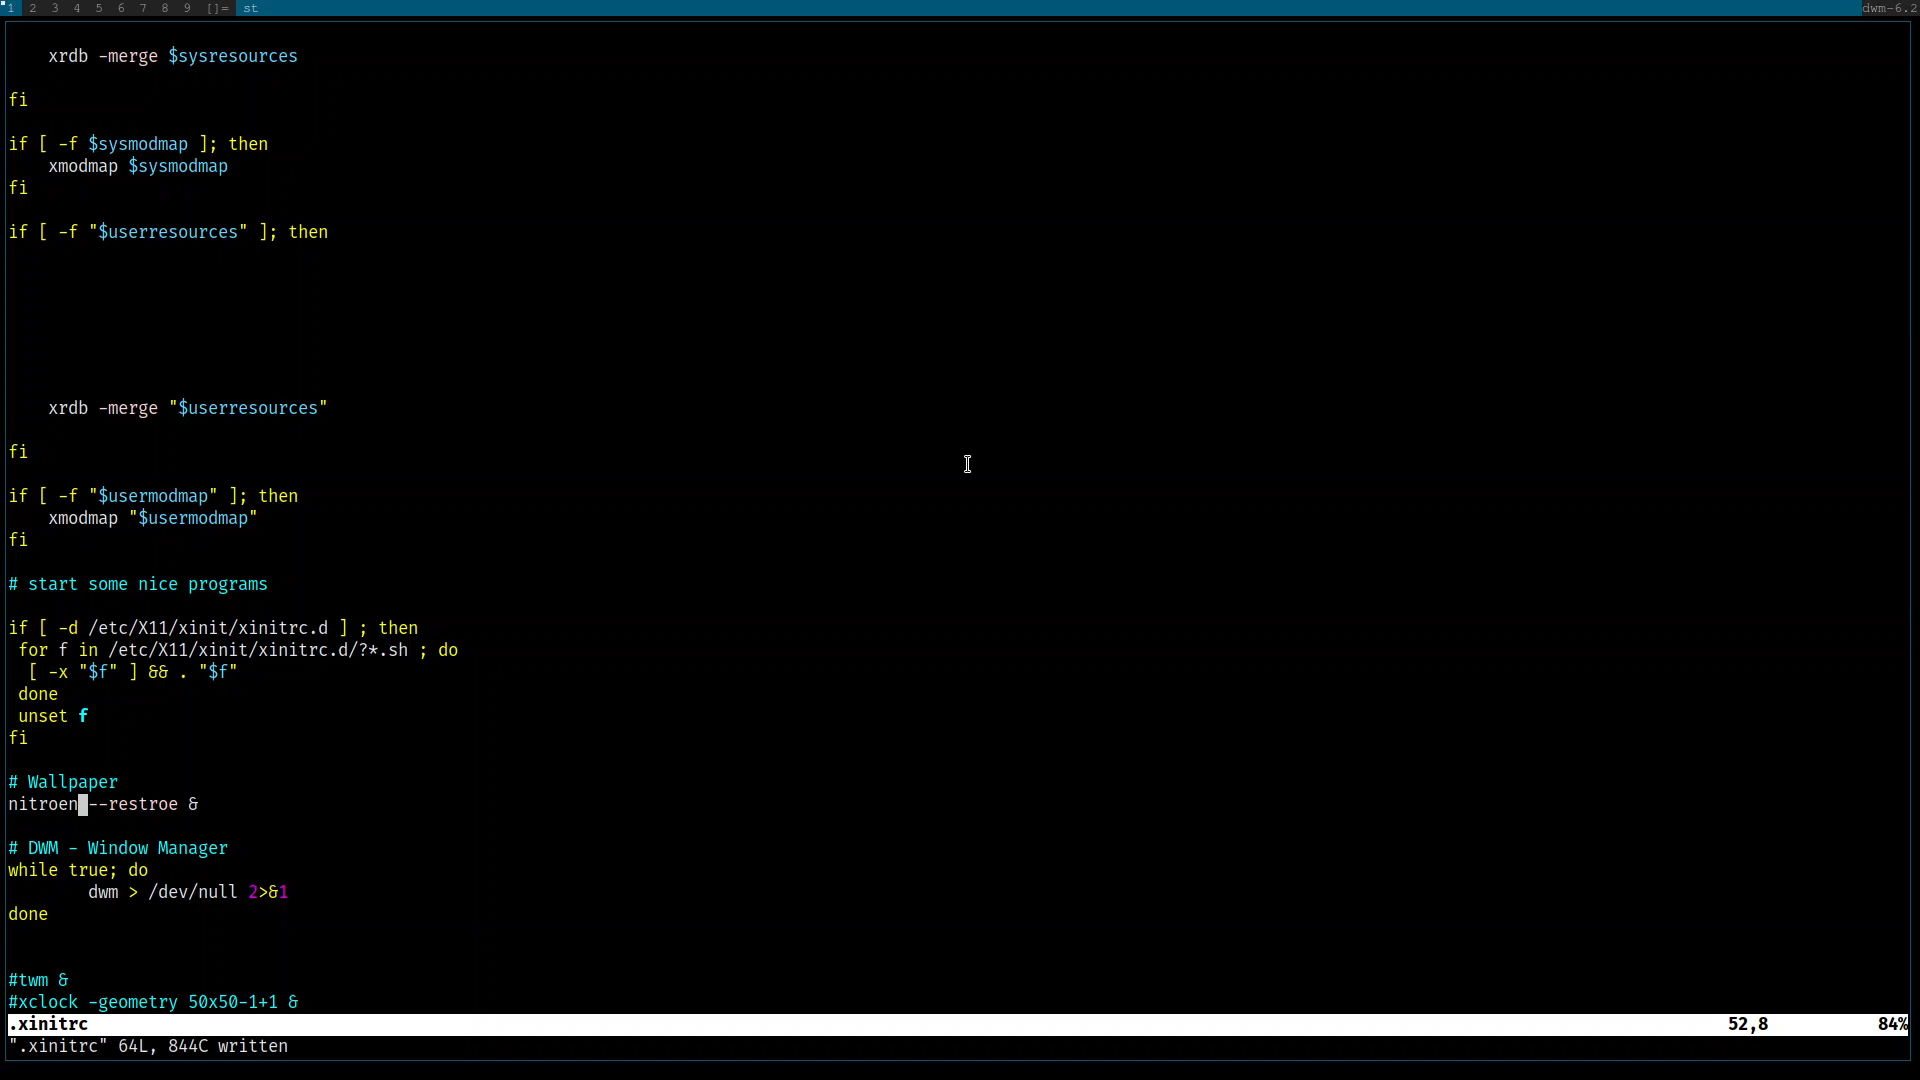 1 2 3 4 5 6 7 8 9 []= st dwm-6.2
xrdb -merge $sysresources
fi
if [ -f $sysmodmap ]; then
xmodmap $sysmodmap
fi
if [ -f "$userresources" ]; then
xrdb -merge "$userresources"
fi
if [ -f "$usermodmap" ]; then
xmodmap "$usermodmap"
fi
# start some nice programs
if [ -d /etc/X11/xinit/xinitrc.d ] ; then
for f in /etc/X11/xinit/xinitrc.d/?*.sh ; do
[ -x "$f" ] && . "$f"
done
unset f
fi
# Wallpaper
nitroen --restroe &
# DWM - Window Manager
while true; do
dwm > /dev/null 2>&1
done
#twm &
#xclock -geometry 50x50-1+1 &
.xinitrc 52,8 84%
".xinitrc" 64L, 844C written